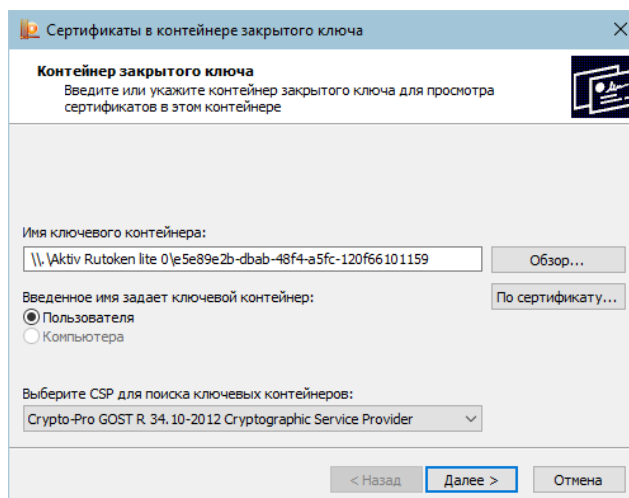 Сертификаты в контейнере закрытого ключа
Контейнер закрытого ключа
Введите или укажите контейнер закрытого ключа для просмотра
сертификатов в этом контейнере
Имя ключевого контейнера:
\\.\Aktiv Rutoken lite 0\e5e89e2b-dbab-48f4-a5fc-120f66101159
Обзор...
Введенное имя задает ключевой контейнер:
По сертификату...
Пользователя
Компьютера
Выберите CSP для поиска ключевых контейнеров:
Crypto-Pro GOST R 34.10-2012 Cryptographic Service Provider
< Назад
Далее >
Отмена